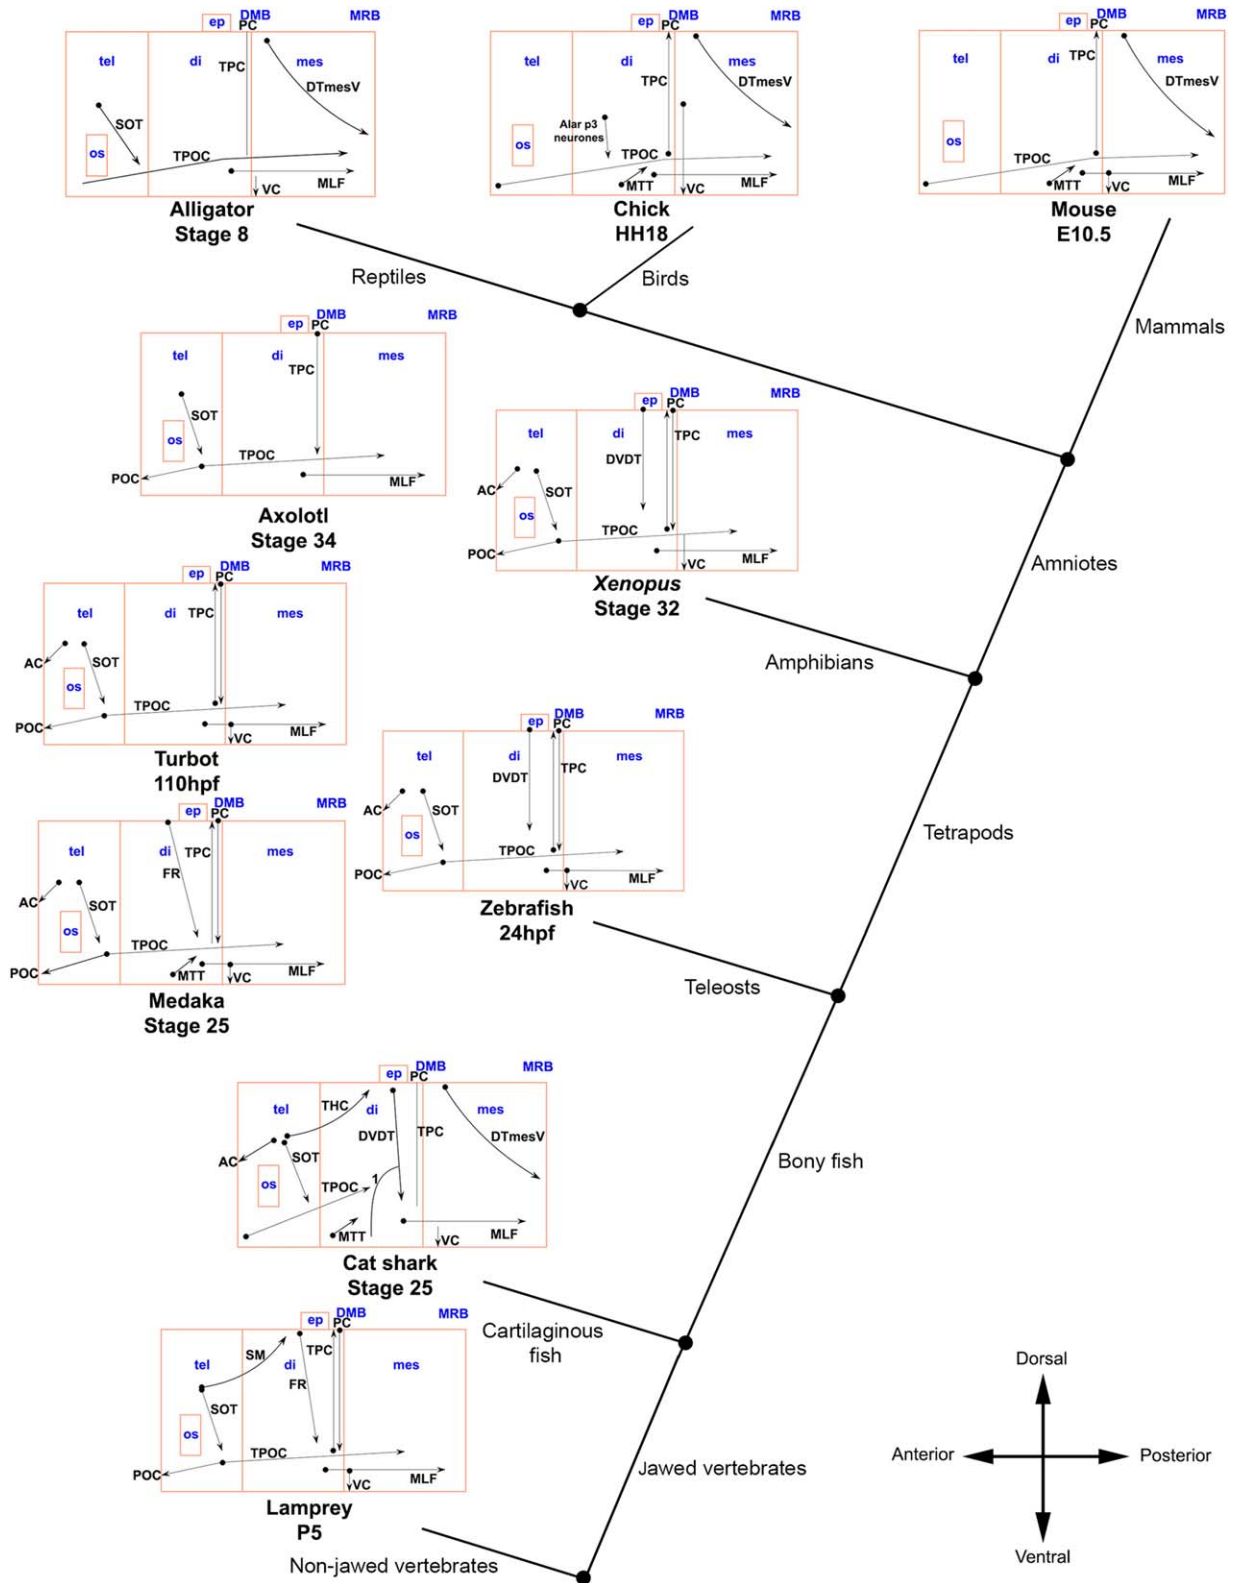 ep DMB MRB
PC
tel di mes
TPC
DTmesV
SOT
os
TPOC
MLF
VC
Alligator
Stage 8
ep DMB MRB
PC
tel di mes
TPC
DTmesV
Alar p3
neurones
os
TPOC
MTT
MLF
VC
Chick
HH18
ep DMB MRB
PC
tel di mes
TPC
DTmesV
os
TPOC
MTT
MLF
VC
Mouse
E10.5
Reptiles
Birds
Mammals
ep DMB MRB
PC
tel di mes
TPC
SOT
os
TPOC
POC
MLF
Axolotl
Stage 34
ep DMB MRB
PC
tel di mes
TPC
DVDT
AC
SOT
os
TPOC
POC
MLF
VC
Xenopus
Stage 32
Amniotes
Amphibians
ep DMB MRB
PC
tel di mes
TPC
AC
SOT
os
TPOC
POC
MLF
VC
Turbot
110hpf
ep DMB MRB
PC
tel di mes
TPC
DVDT
AC
SOT
os
TPOC
POC
MLF
VC
Zebrafish
24hpf
Tetrapods
Teleosts
ep DMB MRB
PC
tel di mes
TPC
FR
AC
SOT
os
TPOC
POC
MTT
MLF
VC
Medaka
Stage 25
ep DMB MRB
PC
tel di mes
THC
DVDT
TPC
DTmesV
AC
SOT
os
TPOC
1
MTT
MLF
VC
Cat shark
Stage 25
Bony fish
Cartilaginous
fish
ep DMB MRB
PC
tel di mes
SM
TPC
FR
SOT
os
TPOC
POC
MLF
VC
Lamprey
P5
Jawed vertebrates
Non-jawed vertebrates
Dorsal
Anterior Posterior
Ventral